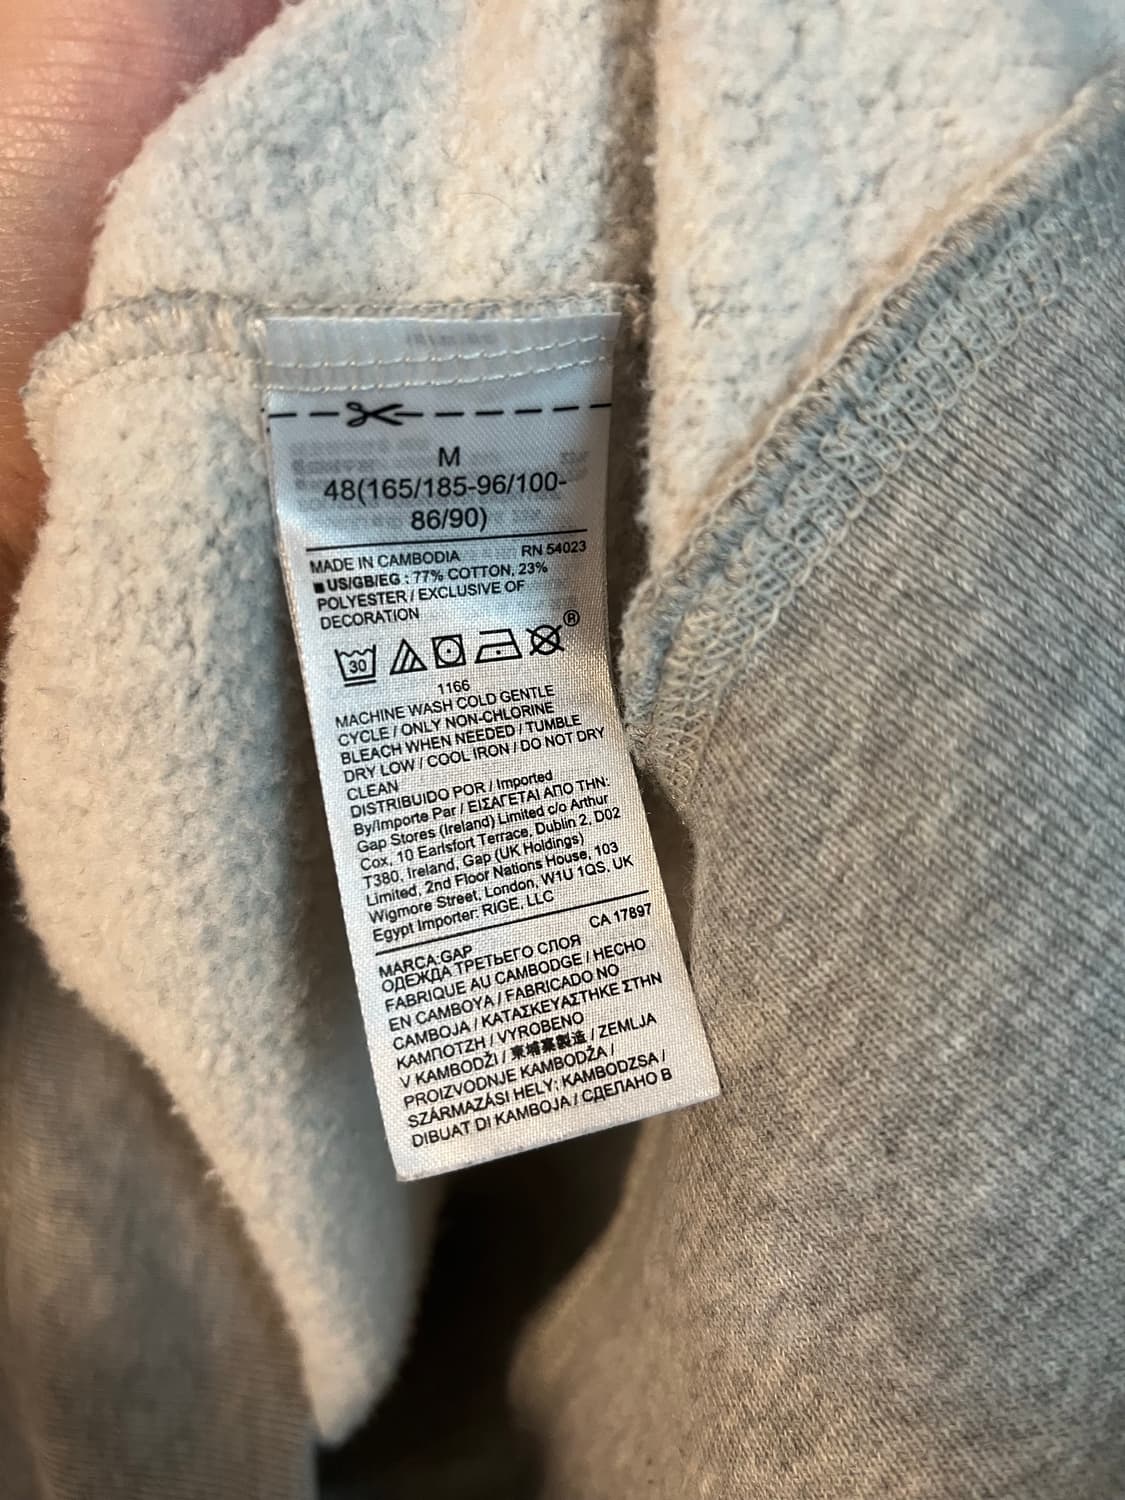 M
48(165/185-96/100-
86/90)
MADE IN CAMBODIA RN 54023
■US/GB/EG : 77% COTTON, 23%
POLYESTER / EXCLUSIVE OF
DECORATION
30 ®
1166
MACHINE WASH COLD GENTLE
CYCLE / ONLY NON-CHLORINE
BLEACH WHEN NEEDED / TUMBLE
DRY LOW / COOL IRON / DO NOT DRY
CLEAN
DISTRIBUIDO POR / Imported
By/Importe Par / ΕΙΣΑΓΕΤΑΙ ΑΠΟ ΤΗΝ:
Gap Stores (Ireland) Limited c/o Arthur
Cox, 10 Earlsfort Terrace, Dublin 2, D02
T380, Ireland, Gap (UK Holdings)
Limited, 2nd Floor Nations House, 103
Wigmore Street, London, W1U 1QS, UK
Egypt Importer: RIGE, LLC
CA 17897
MARCA:GAP
ОДЕЖДА ТРЕТЬЕГО СЛОЯ
FABRIQUE AU CAMBODGE / HECHO
EN CAMBOYA / FABRICADO NO
CAMBOJA / ΚΑΤΑΣΚΕΥΑΣΤΗΚΕ ΣΤΗΝ
ΚΑΜΠΟΤΖΗ / VYROBENO
V KAMBODŽI / 柬埔寨製造 / ZEMLJA
PROIZVODNJE KAMBODŽA /
SZÁRMAZÁSI HELY: KAMBODZSA /
DIBUAT DI KAMBOJA / СДЕЛАНО В